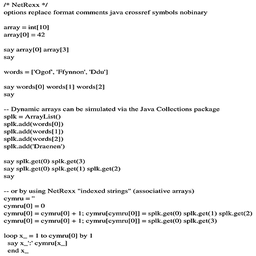 /* NetRexx */
options replace format comments java crossref symbols nobinary
array = int[10]
array[0] = 42
say array[0] array[3]
say
words = ['Ogof', 'Ffynnon', 'Ddu']
say words[0] words[1] words[2]
say
-- Dynamic arrays can be simulated via the Java Collections package
splk = ArrayList()
splk.add(words[0])
splk.add(words[1])
splk.add(words[2])
splk.add('Draenen')
say splk.get(0) splk.get(3)
say splk.get(0) splk.get(1) splk.get(2)
say
-- or by using NetRexx "indexed strings" (associative arrays)
cymru = ''
cymru[0] = 0
cymru[0] = cymru[0] + 1; cymru[cymru[0]] = splk.get(0) splk.get(1) splk.get(2)
cymru[0] = cymru[0] + 1; cymru[cymru[0]] = splk.get(0) splk.get(3)
loop x_ = 1 to cymru[0] by 1
say x_':' cymru[x_]
end x_